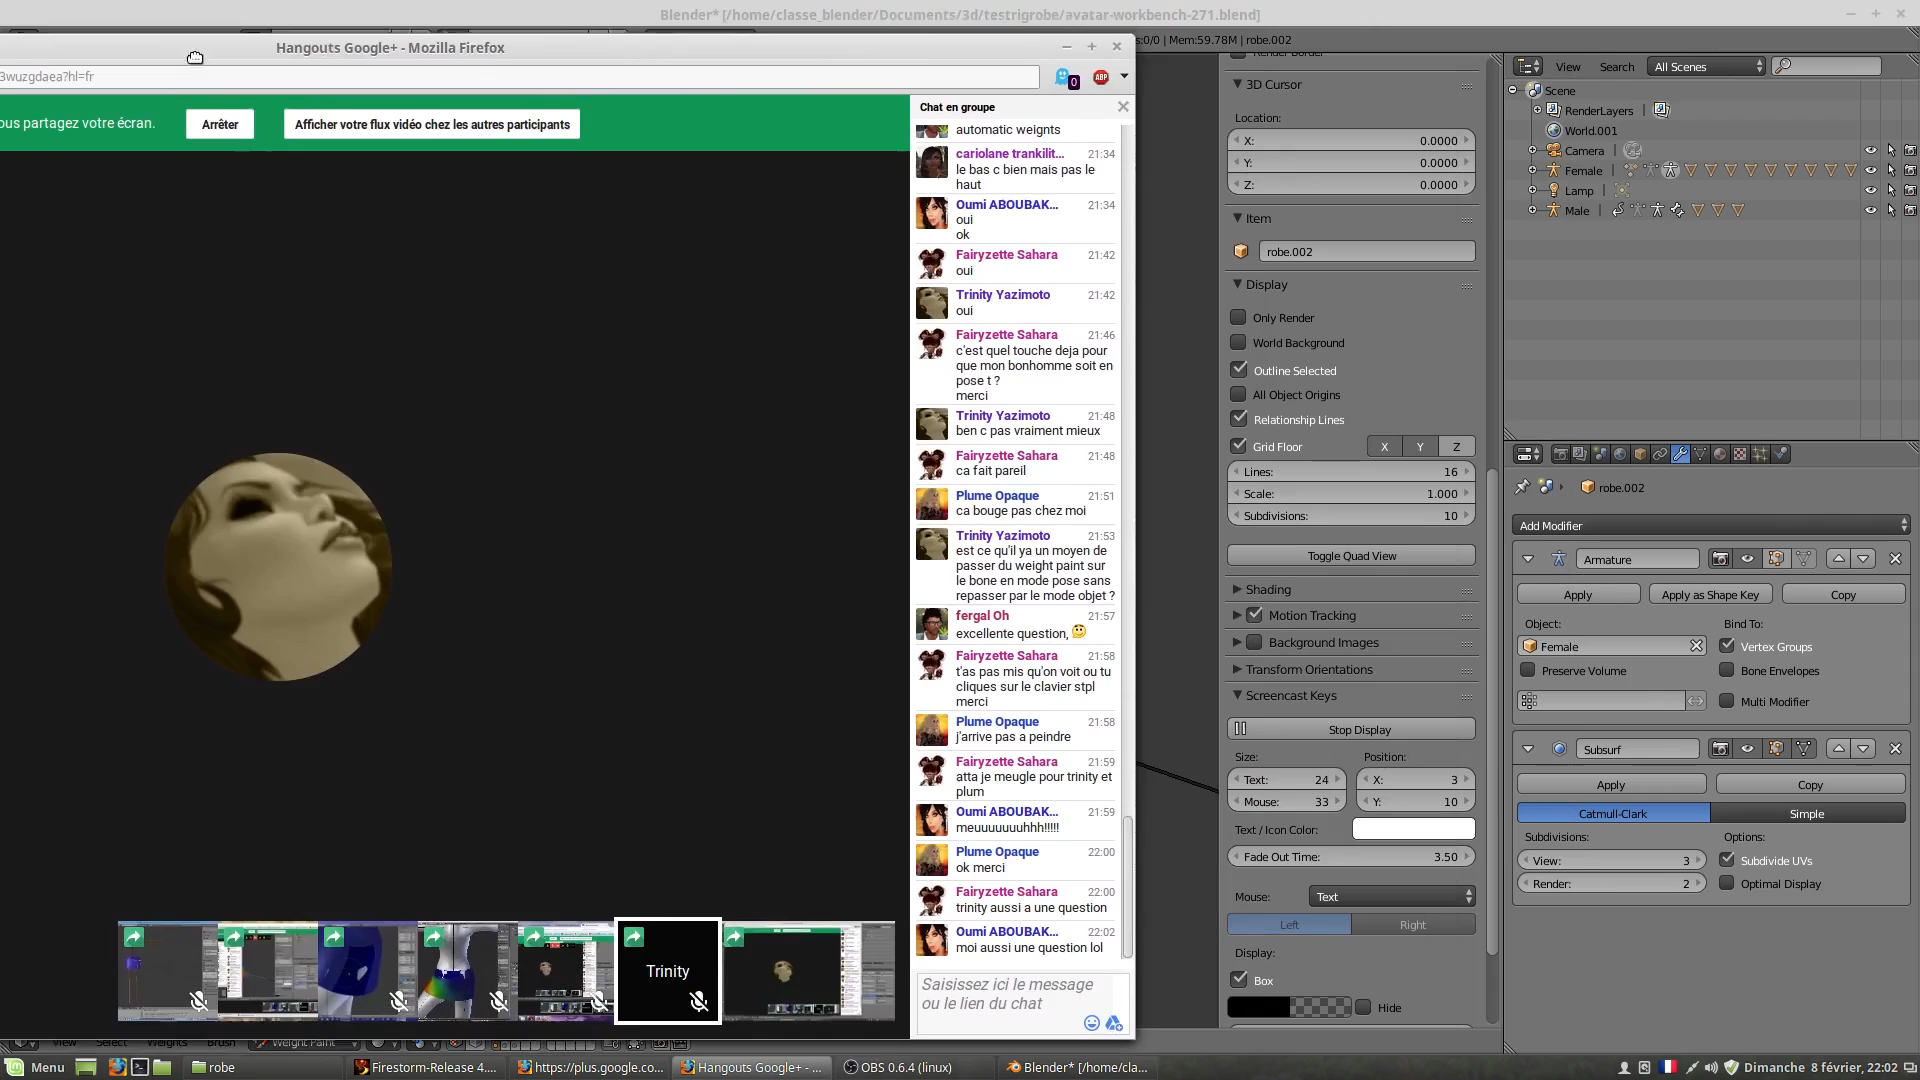 Blender* [/home/classe_blender/Documents/3d/testrigrobe/avatar-workbench-271.blend]
Hangouts Google+ - Mozilla Firefox
3wuzgdaea?hl=fr
0
ABP
ous partagez votre écran.
Arrêter
Afficher votre flux vidéo chez les autres participants
Chat en groupe
cariolane trankilit...
21:34
le bas c bien mais pas le
haut
Oumi ABOUBAK...
21:34
oui
ok
Fairyzette Sahara
21:42
oui
Trinity Yazimoto
21:42
oui
Fairyzette Sahara
21:46
c'est quel touche deja pour
que mon bonhomme soit en
pose t ?
merci
Trinity Yazimoto
21:48
ben c pas vraiment mieux
Fairyzette Sahara
21:48
ca fait pareil
Plume Opaque
21:51
ca bouge pas chez moi
Trinity Yazimoto
21:53
est ce qu'il ya un moyen de
passer du weight paint sur
le bone en mode pose sans
repasser par le mode objet ?
fergal Oh
21:57
excellente question,
Fairyzette Sahara
21:58
t'as pas mis qu'on voit ou tu
cliques sur le clavier stpl
merci
Plume Opaque
21:58
j'arrive pas a peindre
Fairyzette Sahara
21:59
atta je meugle pour trinity et
plum
Oumi ABOUBAK...
21:59
meuuuuuuuhhh!!!!!
Plume Opaque
22:00
ok merci
Fairyzette Sahara
22:00
trinity aussi a une question
Oumi ABOUBAK...
22:02
moi aussi une question lol
Saisissez ici le message
ou le lien du chat
Trinity
s:0/0 | Mem:59.78M | robe.002
Render Border
3D Cursor
Location:
X: 0.0000
Y: 0.0000
Z: 0.0000
Item
robe.002
Display
Only Render
World Background
Outline Selected
All Object Origins
Relationship Lines
Grid Floor
X
Y
Z
Lines: 16
Scale: 1.000
Subdivisions: 10
Toggle Quad View
Shading
Motion Tracking
Background Images
Transform Orientations
Screencast Keys
Stop Display
Size:
Position:
Text: 24
X: 3
Mouse: 33
Y: 10
Text / Icon Color:
Fade Out Time: 3.50
Mouse:
Text
Left
Right
Display:
Box
Hide
View
Search
All Scenes
Scene
RenderLayers
World.001
Camera
Female
Lamp
Male
robe.002
Add Modifier
Armature
Apply
Apply as Shape Key
Copy
Object:
Bind To:
Female
Vertex Groups
Preserve Volume
Bone Envelopes
Multi Modifier
Subsurf
Apply
Copy
Catmull-Clark
Simple
Subdivisions:
Options:
View: 3
Subdivide UVs
Render: 2
Optimal Display
View
Select
Weights
Brush
Weight Paint
Menu
robe
Firestorm-Release 4....
https://plus.google.co...
Hangouts Google+ - ...
OBS 0.6.4 (linux)
Blender* [/home/cla...
Dimanche 8 février, 22:02